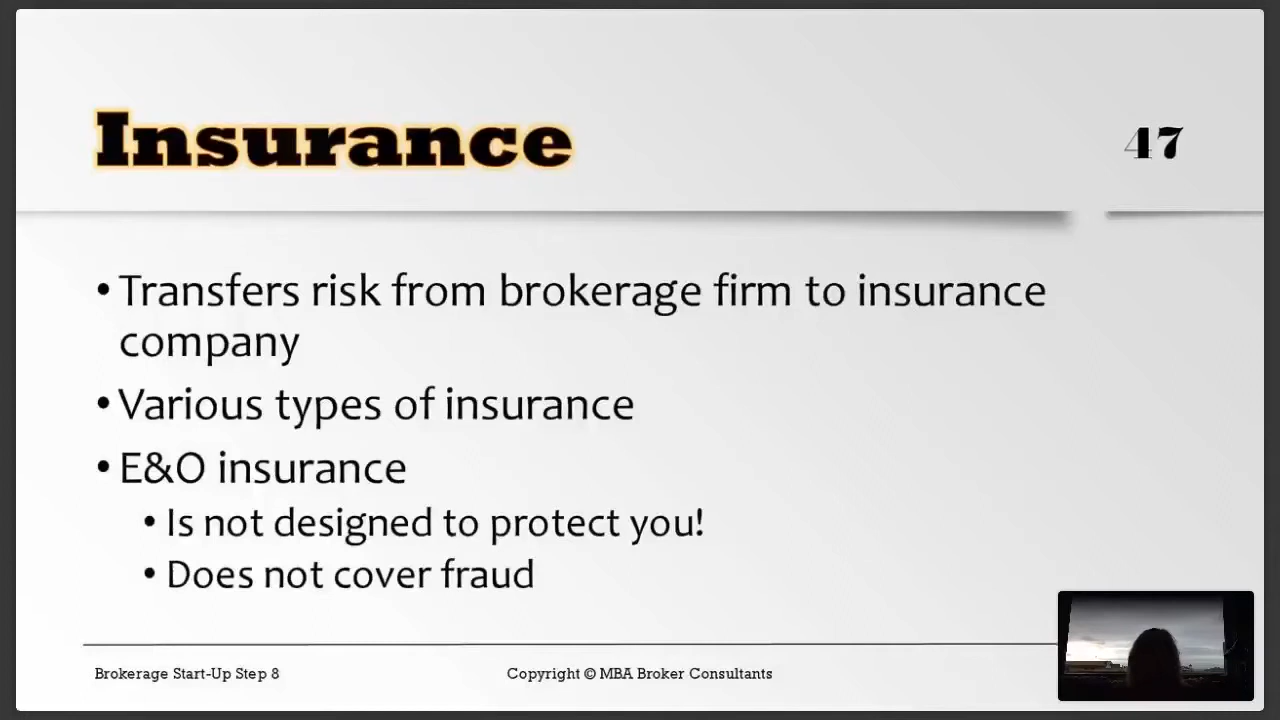 Insurance
47
• Transfers risk from brokerage firm to insurance
company
• Various types of insurance
• E&O insurance
• Is not designed to protect you!
• Does not cover fraud
Brokerage Start-Up Step 8
Copyright © MBA Broker Consultants